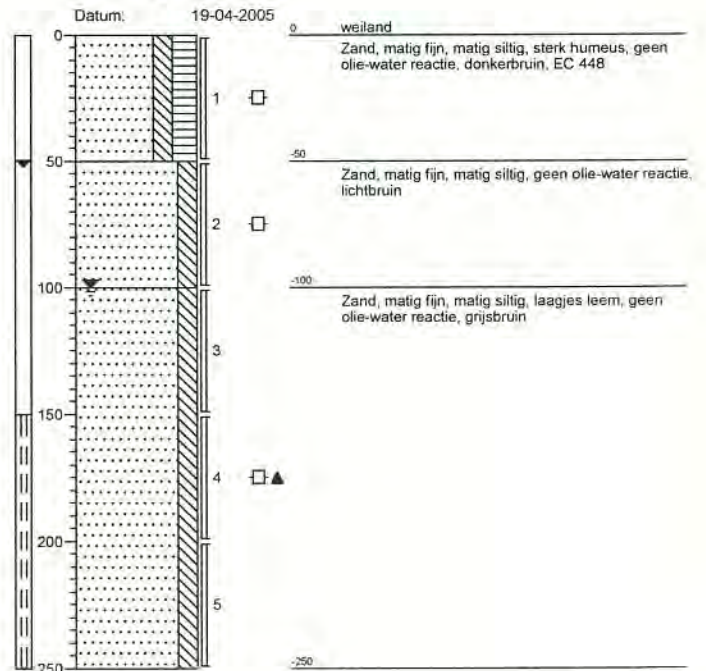 Datum: 19-04-2005
0
0 weiland
Zand, matig fijn, matig siltig, sterk humeus, geen
olie-water reactie, donkerbruin, EC 448
1
50
-50
Zand, matig fijn, matig siltig, geen olie-water reactie,
lichtbruin
2
100
-100
Zand, matig fijn, matig siltig, laagjes leem, geen
olie-water reactie, grijsbruin
3
150
4
200
5
250
-250